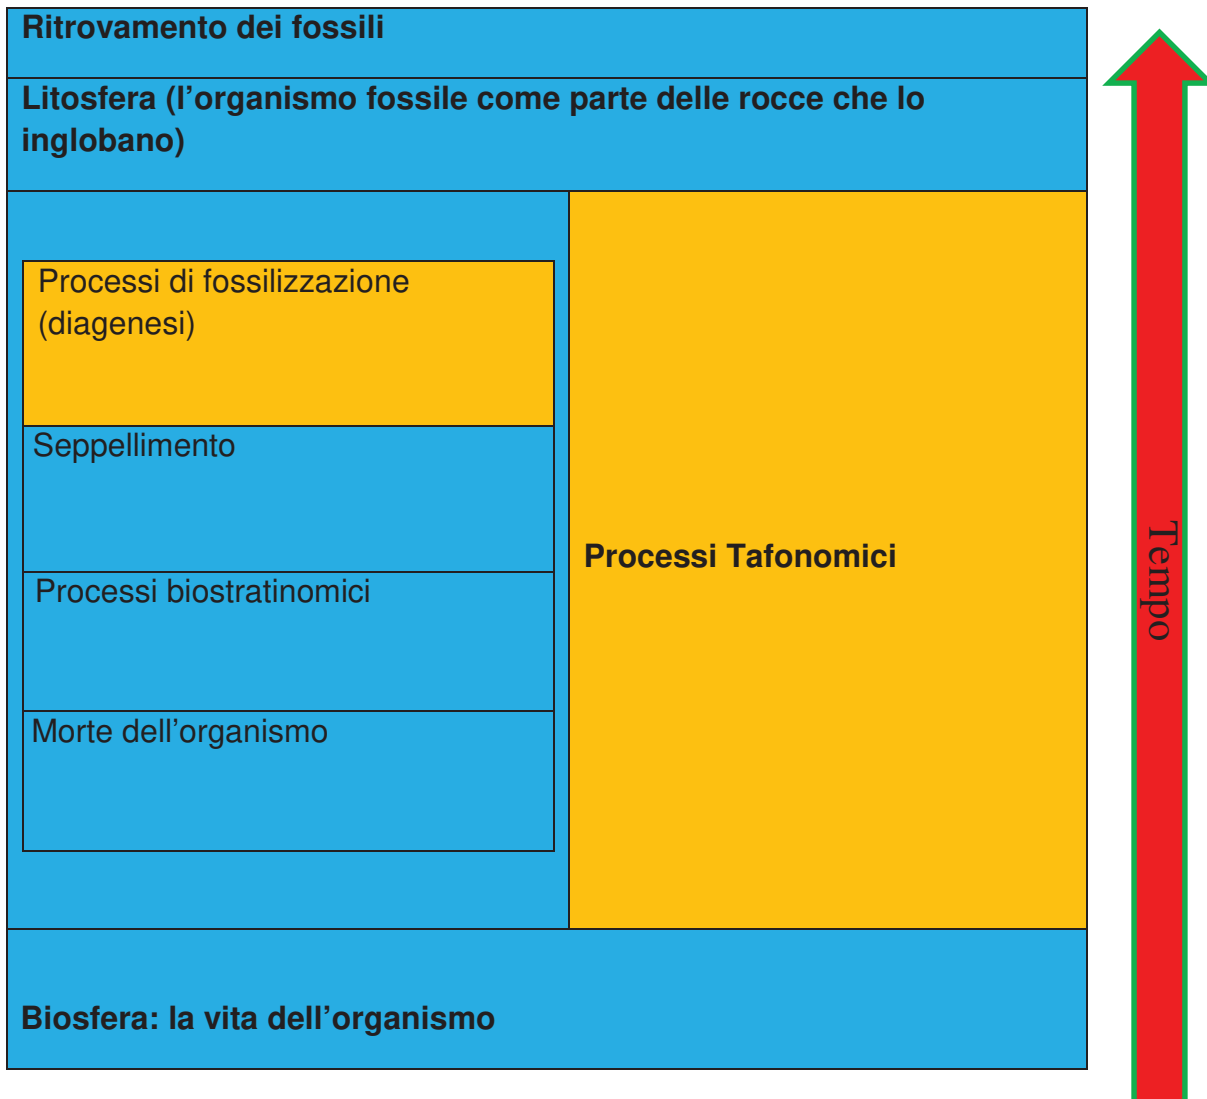 Ritrovamento dei fossili
Litosfera (l'organismo fossile come parte delle rocce che lo
inglobano)
Processi di fossilizzazione
(diagenesi)
Seppellimento
Processi biostratinomici
Morte dell'organismo
Processi Tafonomici
Biosfera: la vita dell'organismo
Tempo